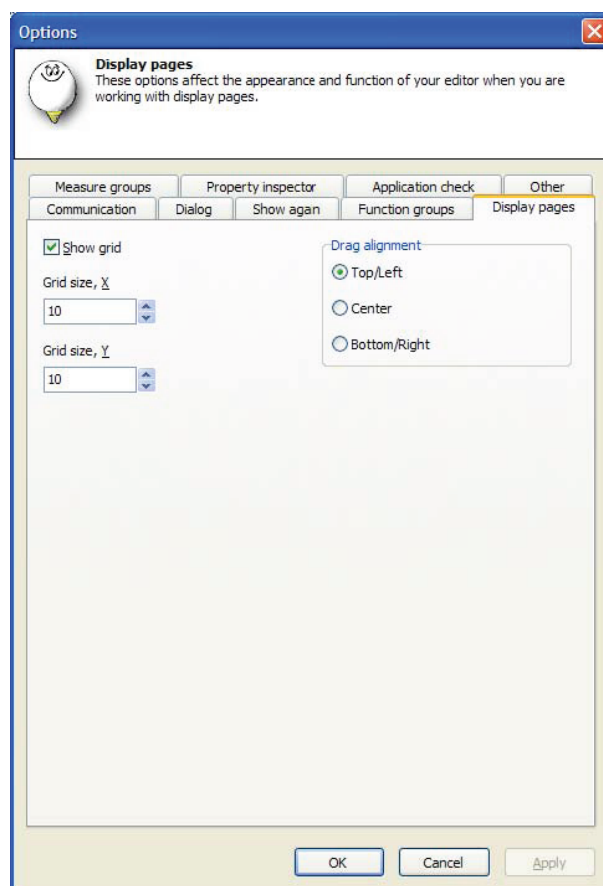 Options
Display pages
These options affect the appearance and function of your editor when you are
working with display pages.
Measure groups Property inspector Application check Other
Communication Dialog Show agan Function groups Display pages
Show grid
Grid size, X
10
Grid size, Y
10
Drag alignment
Top/Left
Center
Bottom/Right
OK Cancel Apply